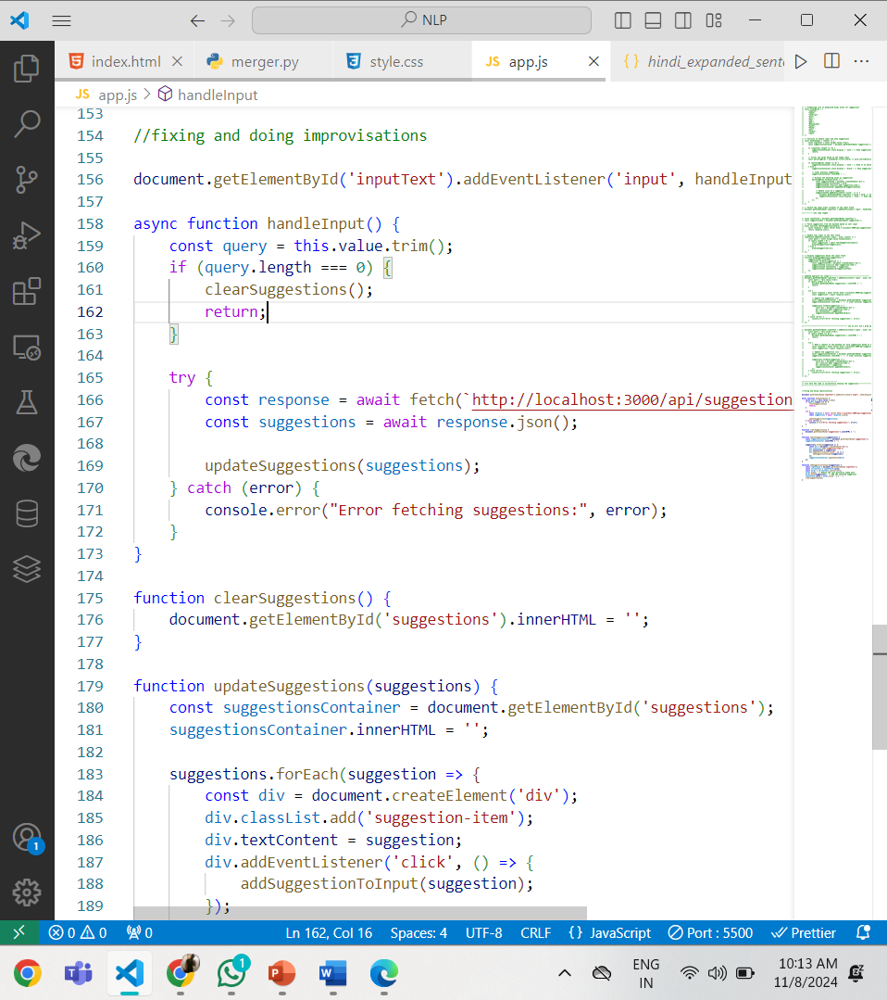 NLP
index.html
merger.py
style.css
JS app.js
{} hindi_expanded_sent
JS app.js > handleInput
153
154 //fixing and doing improvisations
155
156 document.getElementById('inputText').addEventListener('input', handleInput
157
158 async function handleInput() {
159 const query = this.value.trim();
160 if (query.length === 0) {
161 clearSuggestions();
162 return;
163 }
164
165 try {
166 const response = await fetch(`http://localhost:3000/api/suggestion
167 const suggestions = await response.json();
168
169 updateSuggestions(suggestions);
170 } catch (error) {
171 console.error("Error fetching suggestions:", error);
172 }
173 }
174
175 function clearSuggestions() {
176 document.getElementById('suggestions').innerHTML = '';
177 }
178
179 function updateSuggestions(suggestions) {
180 const suggestionsContainer = document.getElementById('suggestions');
181 suggestionsContainer.innerHTML = '';
182
183 suggestions.forEach(suggestion => {
184 const div = document.createElement('div');
185 div.classList.add('suggestion-item');
186 div.textContent = suggestion;
187 div.addEventListener('click', () => {
188 addSuggestionToInput(suggestion);
189 });
1
0 0 0 Ln 162, Col 16 Spaces: 4 UTF-8 CRLF {} JavaScript Port : 5500 Prettier
1
ENG
IN
10:13 AM
11/8/2024